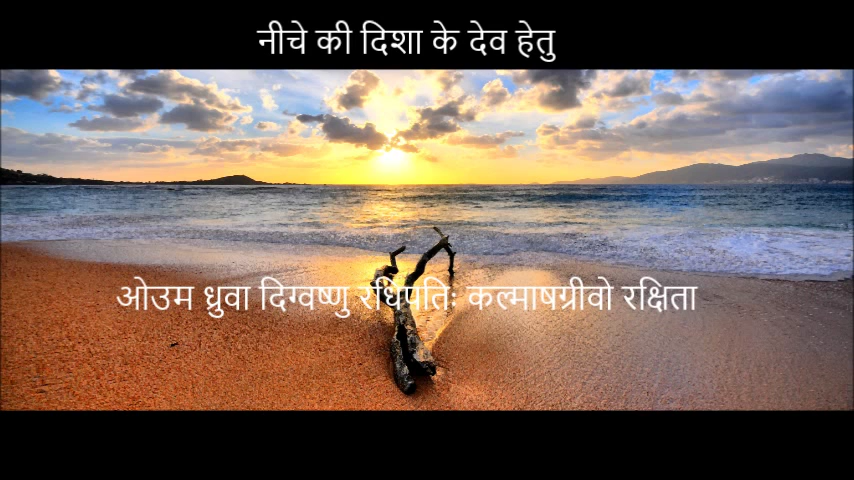 नीचे की दिशा के देव हेतु
ओउम ध्रुवा दिग्वष्णु रधिपतिः कल्माषग्रीवो रक्षिता